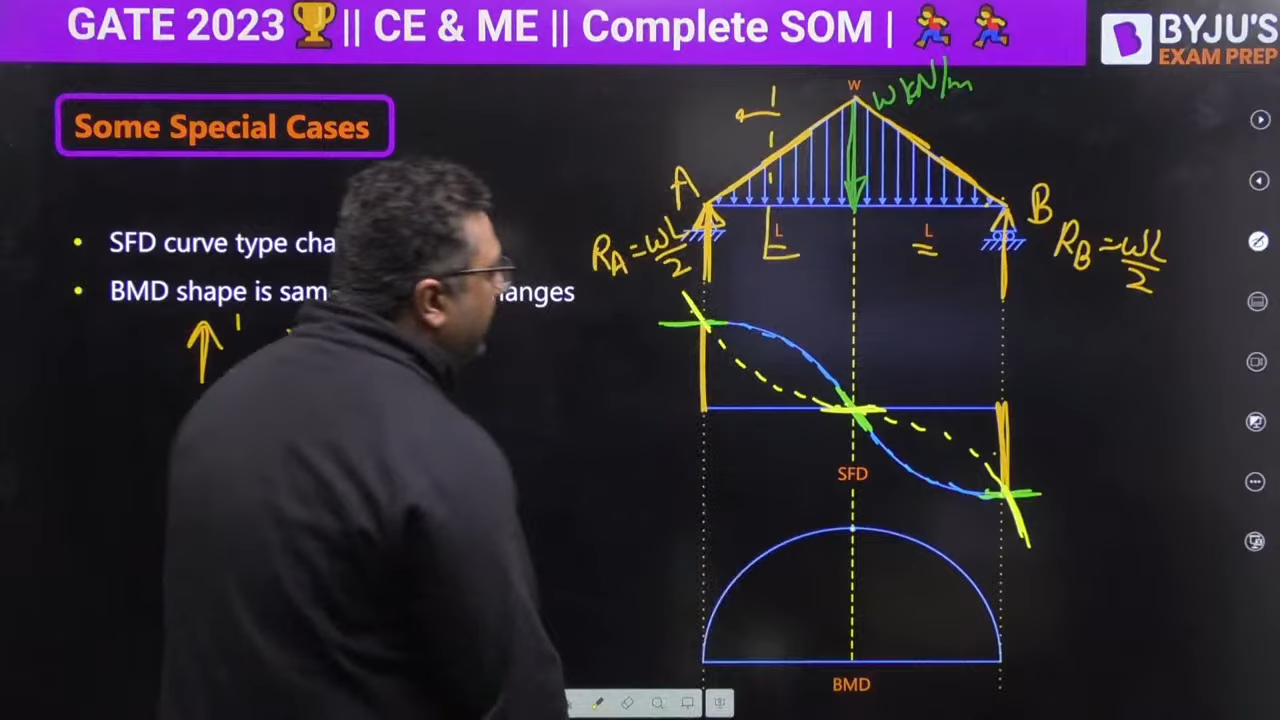 GATE 2023🏆|| CE & ME || Complete SOM | 🏃 🏃
BYJU'S
EXAM PREP
Some Special Cases
• SFD curve type cha
• BMD shape is sam anges
w
w kN/m
A
B
L
L
R_A = wL/2
R_B = wL/2
SFD
BMD